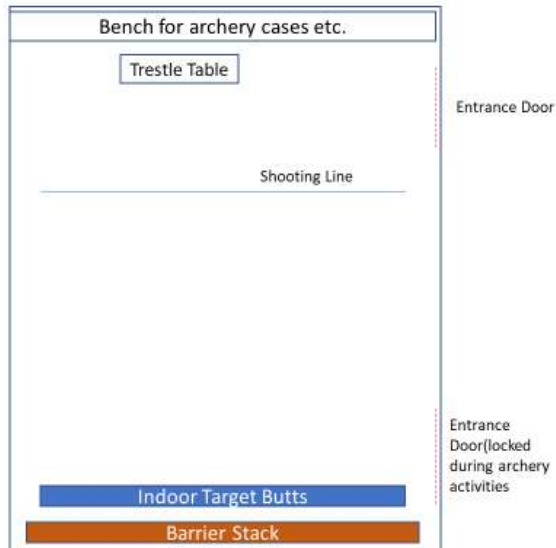 Bench for archery cases etc.
Trestle Table
Entrance Door
Shooting Line
Entrance
Door(locked
during archery
activities
Indoor Target Butts
Barrier Stack